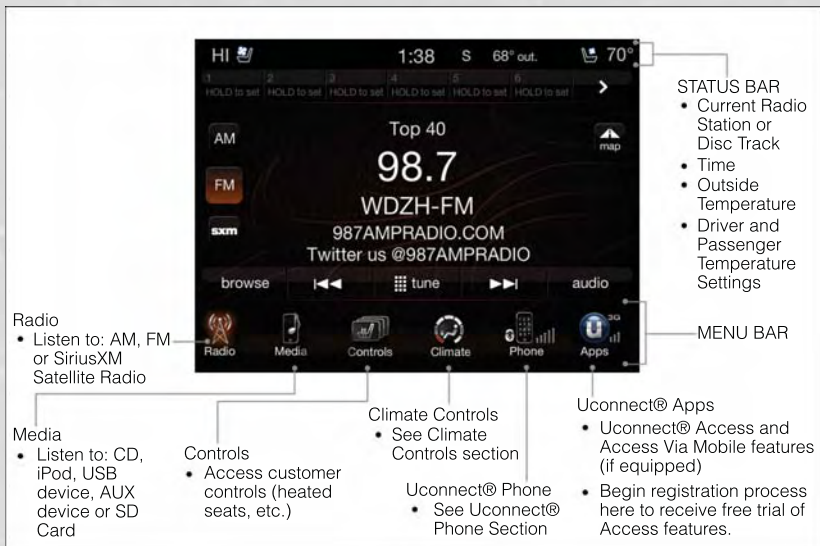 HI 1:38 S 68° out. 70°
1 2 3 4 5 6
HOLD to set HOLD to set HOLD to set HOLD to set HOLD to set HOLD to set
AM
FM
sxm
Top 40
98.7
WDZH-FM
987AMPRADIO.COM
Twitter us @987AMPRADIO
map
browse tune audio
Radio Media Controls Climate Phone Apps
3G
STATUS BAR
• Current Radio
Station or
Disc Track
• Time
• Outside
Temperature
• Driver and
Passenger
Temperature
Settings
MENU BAR
Radio
• Listen to: AM, FM
or SiriusXM
Satellite Radio
Media
• Listen to: CD,
iPod, USB
device, AUX
device or SD
Card
Controls
• Access customer
controls (heated
seats, etc.)
Climate Controls
• See Climate
Controls section
Uconnect® Phone
• See Uconnect®
Phone Section
Uconnect® Apps
• Uconnect® Access and
Access Via Mobile features
(if equipped)
• Begin registration process
here to receive free trial of
Access features.